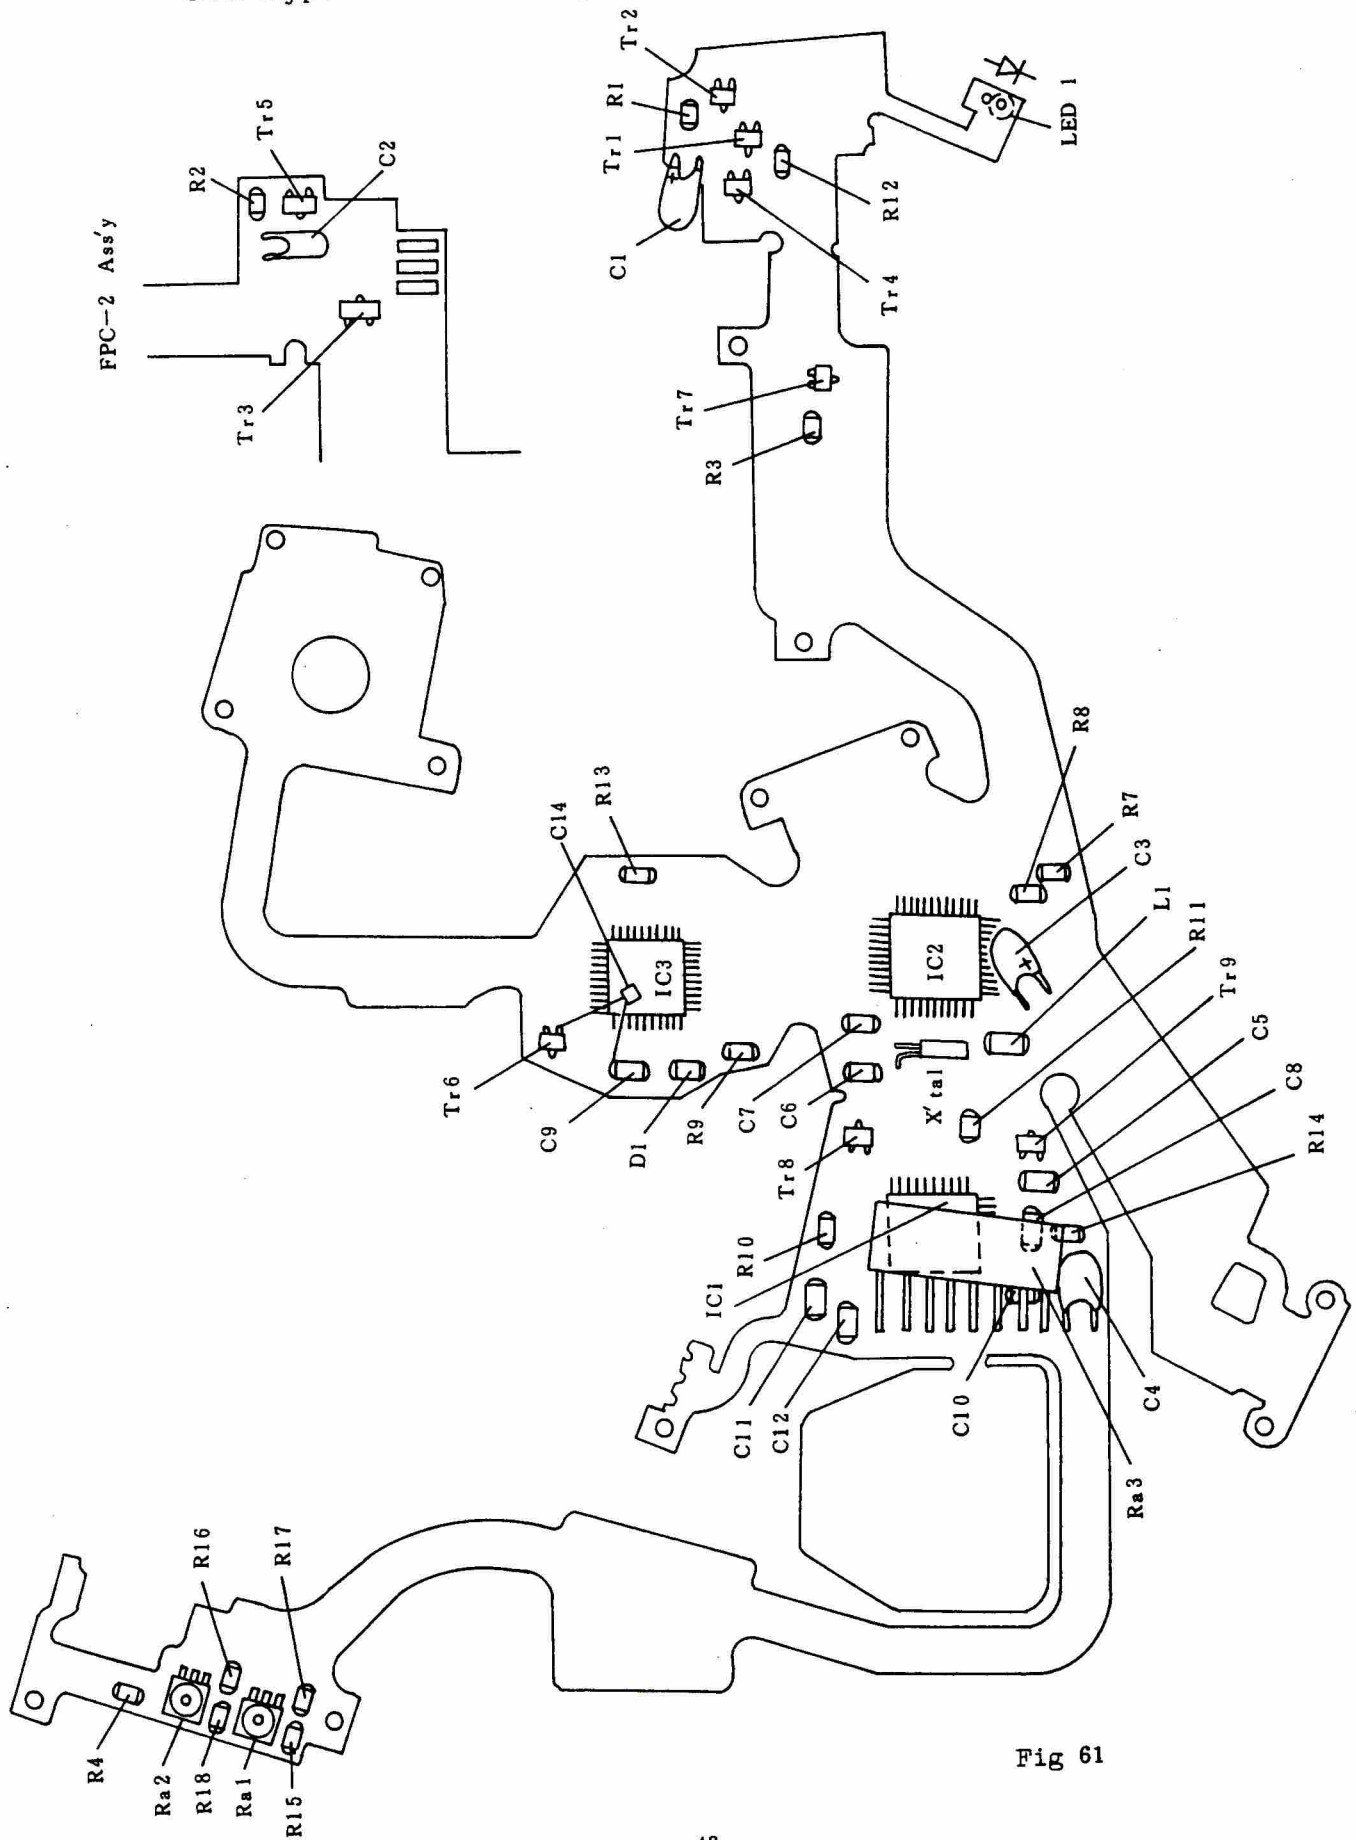 FPC-2 Ass'y
R2
Tr5
C2
Tr3
Tr2
R1
Tr1
C1
R12
Tr4
LED 1
Tr7
R3
R13
C14
IC3
Tr6
C9
D1
R9
C7
C6
X'tal
Tr8
IC2
R8
R7
C3
L1
R11
Tr9
C5
C8
R14
R10
IC1
C11
C12
C10
C4
Ra3
R16
R17
R4
Ra2
R18
Ra1
R15
Fig 61